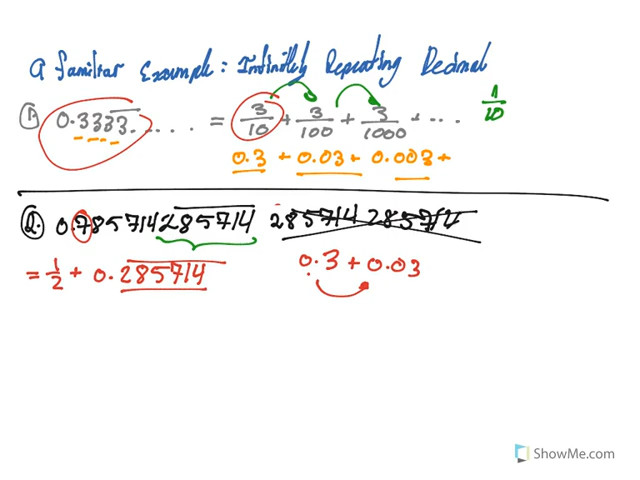 A familiar Example: Infinitely Repeating Decimal
1. 0.3333..... = 3/10 + 3/100 + 3/1000 + .... 1/10
0.3 + 0.03 + 0.003 +
2. 0.785714285714 285714 285714
= 1/2 + 0.285714 0.3 + 0.03
ShowMe.com